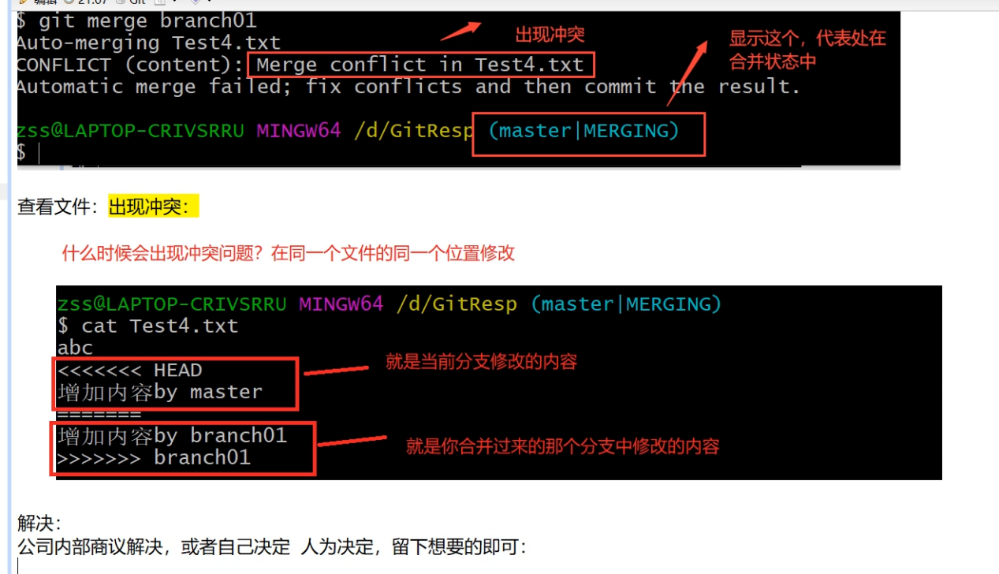 编辑 21:07 Git
$ git merge branch01
Auto-merging Test4.txt
出现冲突
显示这个，代表处在
合并状态中
CONFLICT (content): Merge conflict in Test4.txt
Automatic merge failed; fix conflicts and then commit the result.
zss@LAPTOP-CRIVSRRU MINGW64 /d/GitResp (master|MERGING)
$
查看文件：出现冲突：
什么时候会出现冲突问题？在同一个文件的同一个位置修改
zss@LAPTOP-CRIVSRRU MINGW64 /d/GitResp (master|MERGING)
$ cat Test4.txt
abc
<<<<<<< HEAD
就是当前分支修改的内容
增加内容by master
=======
增加内容by branch01
就是你合并过来的那个分支中修改的内容
>>>>>>> branch01
解决：
公司内部商议解决，或者自己决定 人为决定，留下想要的即可：